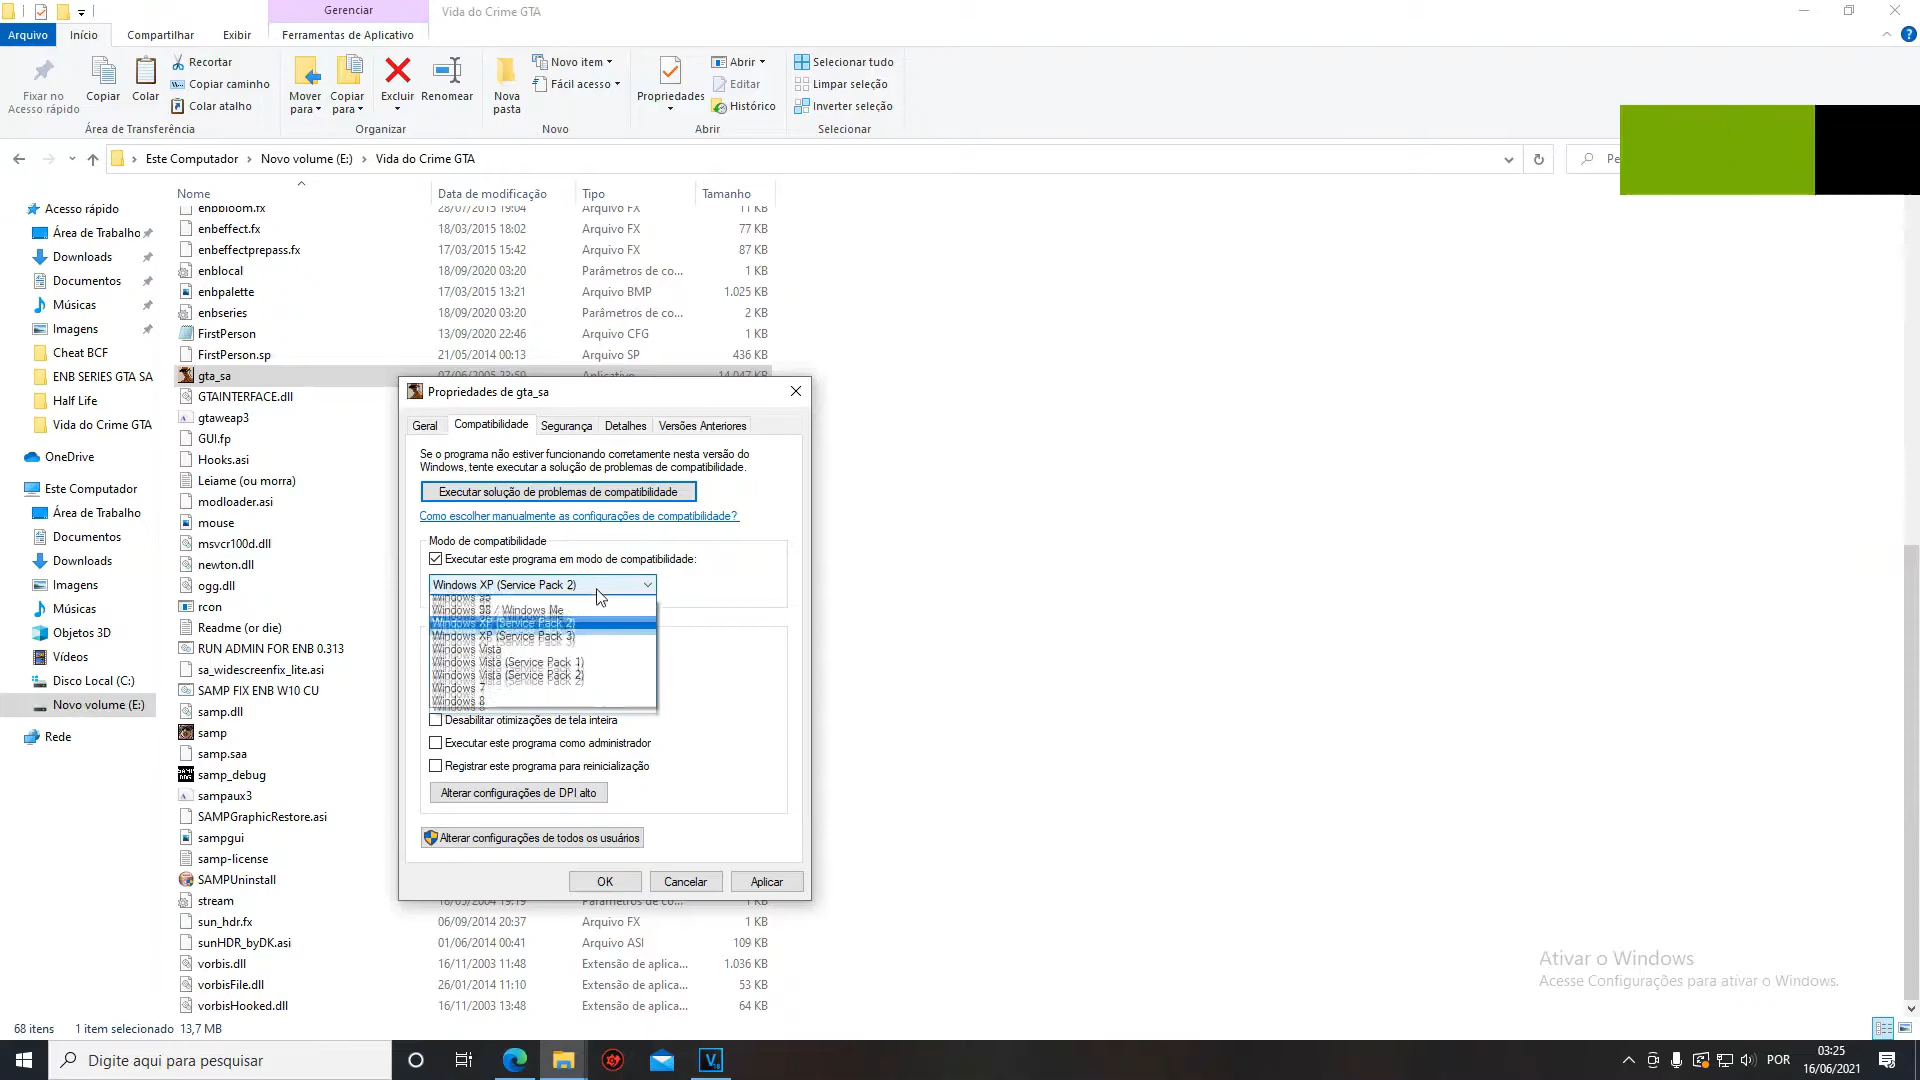 Gerenciar
Vida do Crime GTA
Arquivo
Início
Compartilhar
Exibir
Ferramentas de Aplicativo
Fixar no
Acesso rápido
Copiar
Colar
Recortar
Copiar caminho
Colar atalho
Área de Transferência
Mover
para
Copiar
para
Excluir
Renomear
Organizar
Nova
pasta
Novo item
Fácil acesso
Novo
Propriedades
Abrir
Editar
Histórico
Abrir
Selecionar tudo
Limpar seleção
Inverter seleção
Selecionar
Este Computador
Novo volume (E:)
Vida do Crime GTA
Pe
Nome
Data de modificação
Tipo
Tamanho
Acesso rápido
Área de Trabalho
Downloads
Documentos
Músicas
Imagens
Cheat BCF
ENB SERIES GTA SA
Half Life
Vida do Crime GTA
OneDrive
Este Computador
Área de Trabalho
Documentos
Downloads
Imagens
Músicas
Objetos 3D
Vídeos
Disco Local (C:)
Novo volume (E:)
Rede
enbbloom.fx 28/07/2015 19:04 Arquivo FX 11 KB
enbeffect.fx 18/03/2015 18:02 Arquivo FX 77 KB
enbeffectprepass.fx 17/03/2015 15:42 Arquivo FX 87 KB
enblocal 18/09/2020 03:20 Parâmetros de co... 1 KB
enbpalette 17/03/2015 13:21 Arquivo BMP 1.025 KB
enbseries 18/09/2020 03:20 Parâmetros de co... 2 KB
FirstPerson 13/09/2020 22:46 Arquivo CFG 1 KB
FirstPerson.sp 21/05/2014 00:13 Arquivo SP 436 KB
gta_sa 07/06/2005 23:59 Aplicativo 14.047 KB
GTAINTERFACE.dll
gtaweap3
GUI.fp
Hooks.asi
Leiame (ou morra)
modloader.asi
mouse
msvcr100d.dll
newton.dll
ogg.dll
rcon
Readme (or die)
RUN ADMIN FOR ENB 0.313
sa_widescreenfix_lite.asi
SAMP FIX ENB W10 CU
samp.dll
samp
samp.saa
samp_debug
sampaux3
SAMPGraphicRestore.asi
sampgui
samp-license
SAMPUninstall
stream 16/05/2004 19:19 Parâmetros de co... 1 KB
sun_hdr.fx 06/09/2014 20:37 Arquivo FX 1 KB
sunHDR_byDK.asi 01/06/2014 00:41 Arquivo ASI 109 KB
vorbis.dll 16/11/2003 11:48 Extensão de aplica... 1.036 KB
vorbisFile.dll 26/01/2014 11:10 Extensão de aplica... 53 KB
vorbisHooked.dll 16/11/2003 13:48 Extensão de aplica... 64 KB
Propriedades de gta_sa
Geral
Compatibilidade
Segurança
Detalhes
Versões Anteriores
Se o programa não estiver funcionando corretamente nesta versão do
Windows, tente executar a solução de problemas de compatibilidade.
Executar solução de problemas de compatibilidade
Como escolher manualmente as configurações de compatibilidade?
Modo de compatibilidade
Executar este programa em modo de compatibilidade:
Windows XP (Service Pack 2)
Windows 95
Windows 98 / Windows Me
Windows XP (Service Pack 2)
Windows XP (Service Pack 3)
Windows Vista
Windows Vista (Service Pack 1)
Windows Vista (Service Pack 2)
Windows 7
Windows 8
Desabilitar otimizações de tela inteira
Executar este programa como administrador
Registrar este programa para reinicialização
Alterar configurações de DPI alto
Alterar configurações de todos os usuários
OK
Cancelar
Aplicar
Ativar o Windows
Acesse Configurações para ativar o Windows.
68 itens
1 item selecionado 13,7 MB
Digite aqui para pesquisar
POR
03:25
16/06/2021